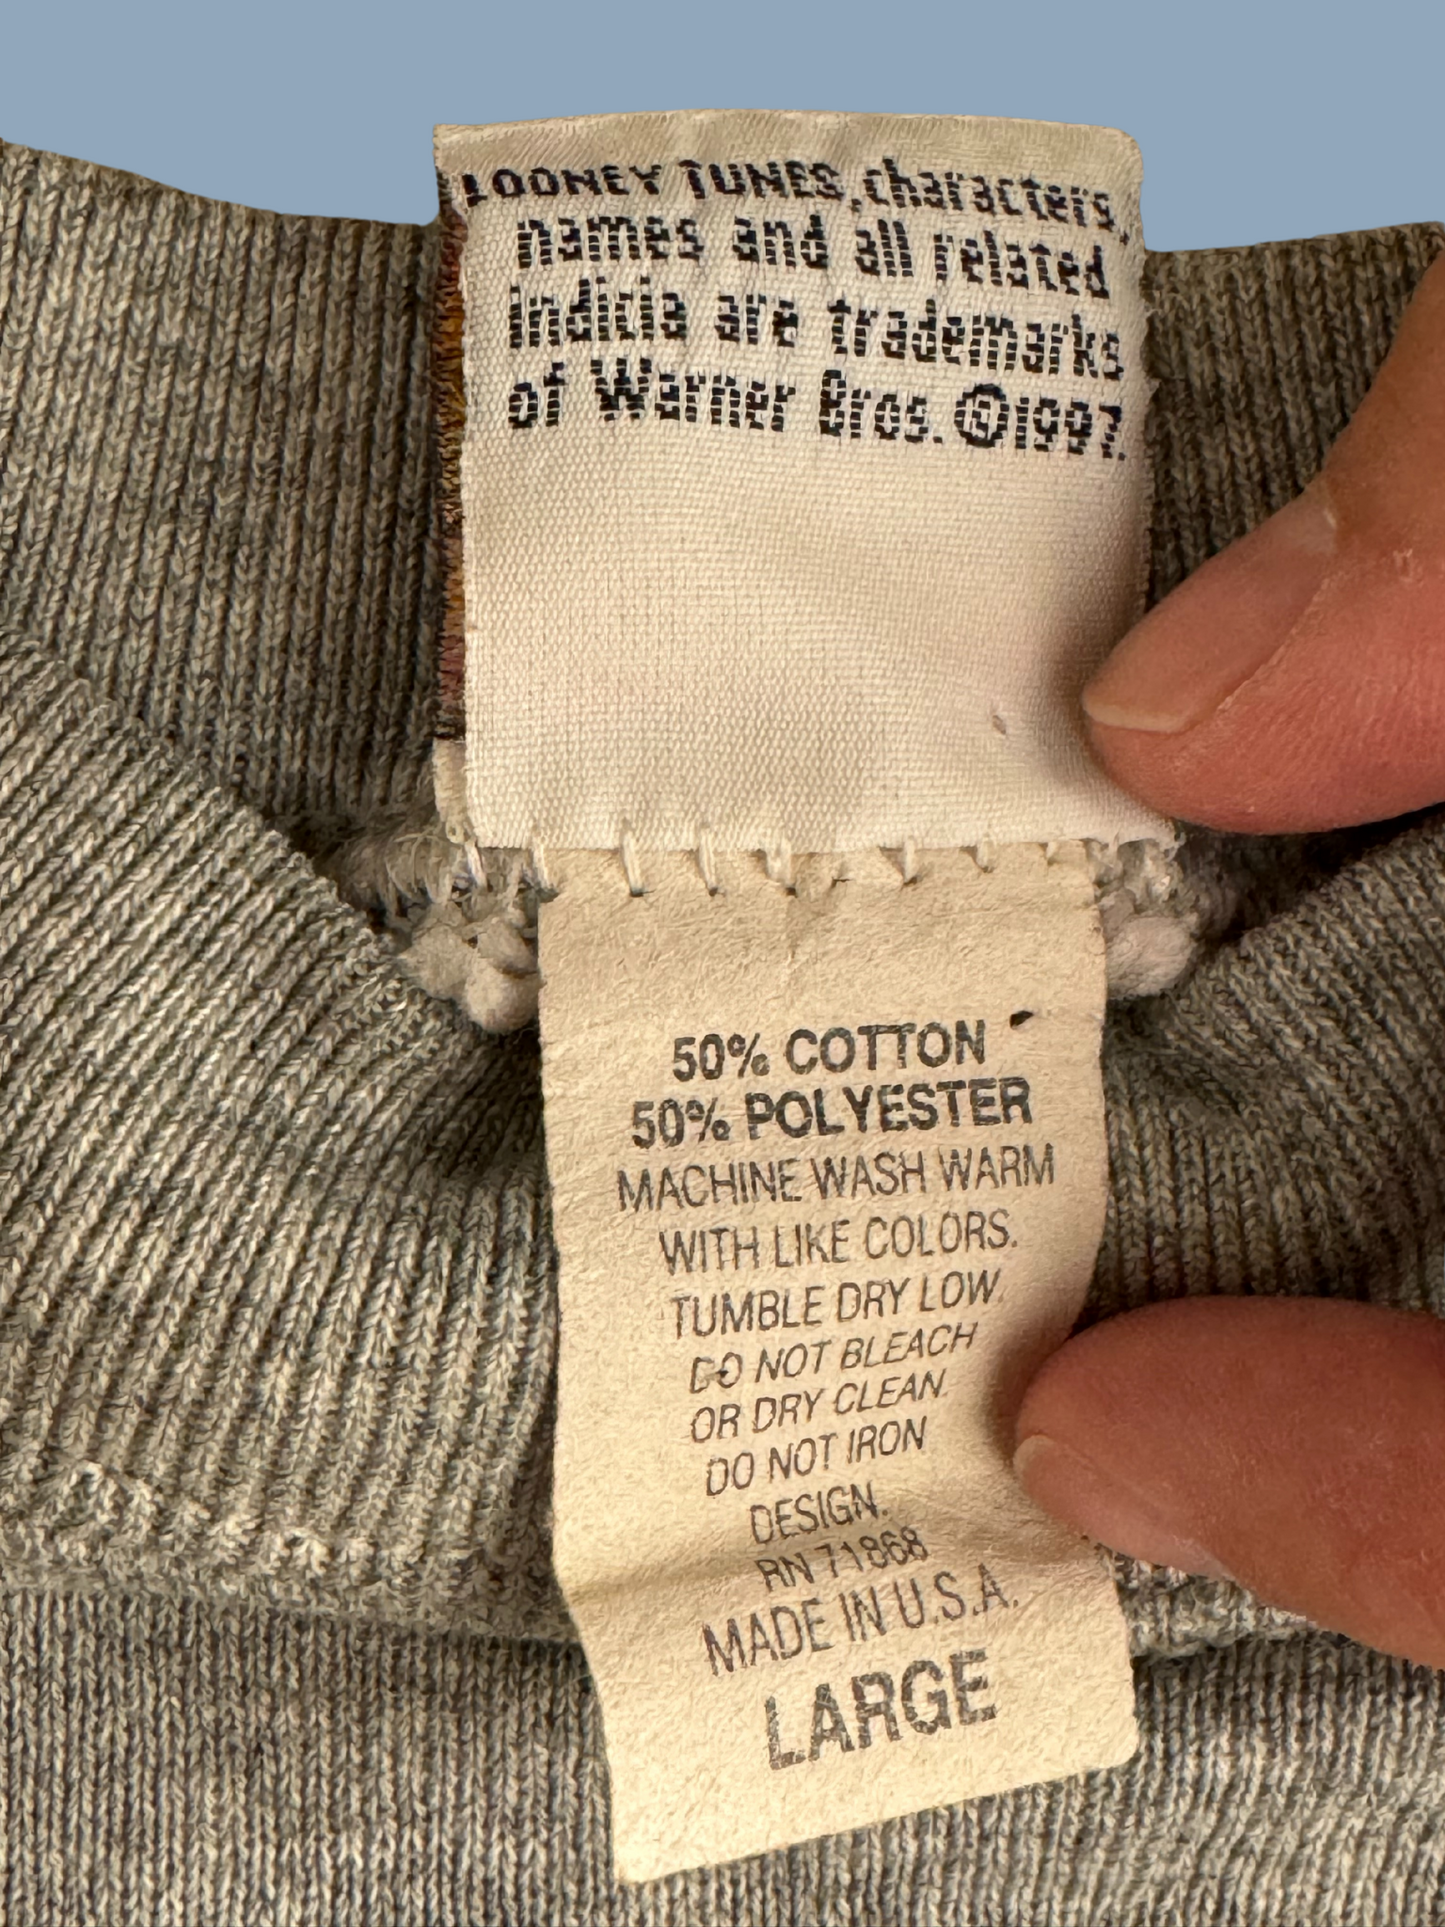 LOONEY TUNES, characters,
names and all related
indicia are trademarks
of Warner Bros. ©1997.
50% COTTON
50% POLYESTER
MACHINE WASH WARM
WITH LIKE COLORS.
TUMBLE DRY LOW.
DO NOT BLEACH
OR DRY CLEAN.
DO NOT IRON
DESIGN.
RN 71868
MADE IN U.S.A.
LARGE